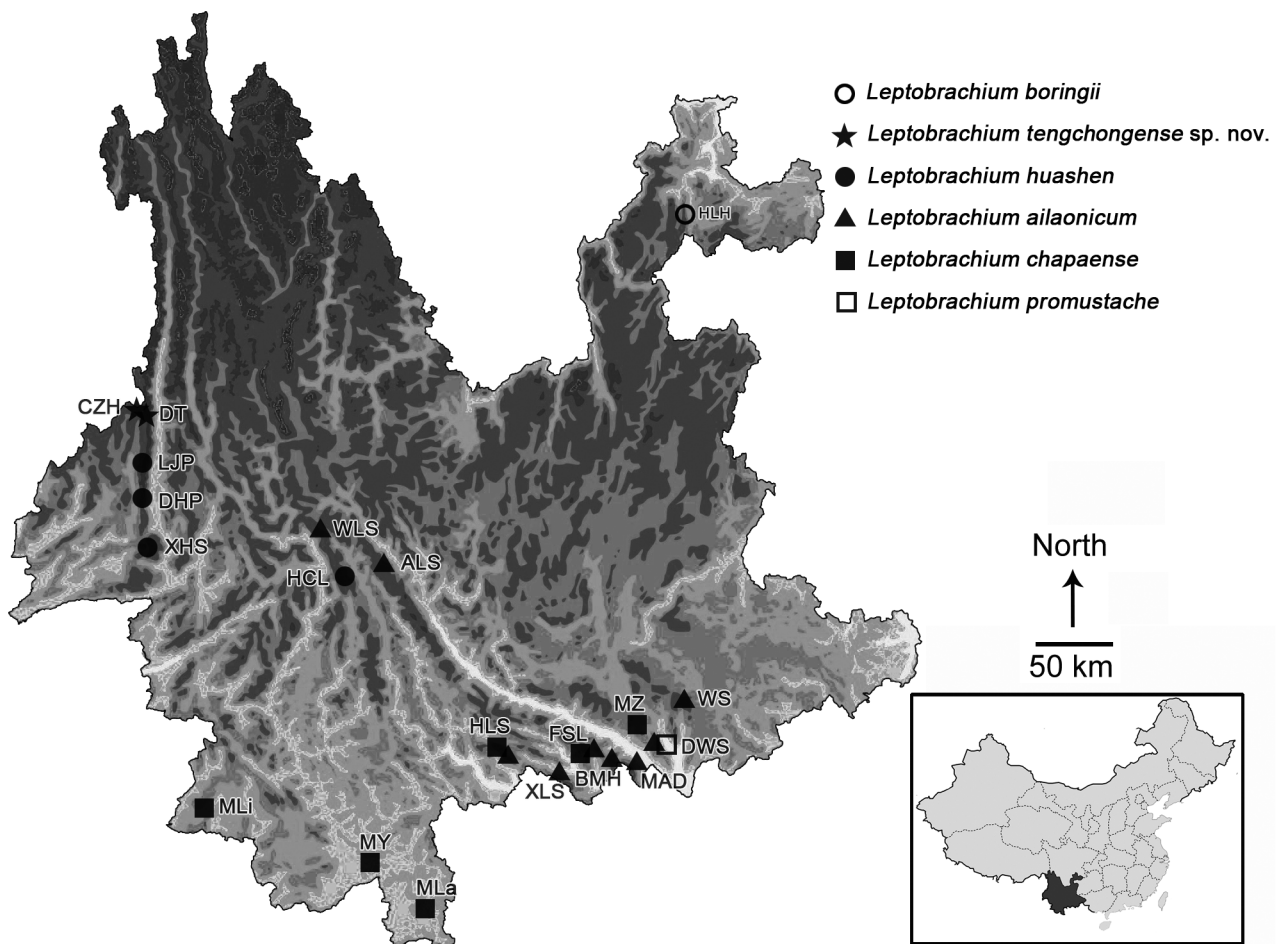 Leptobrachium boringii
Leptobrachium tengchongense sp. nov.
Leptobrachium huashen
Leptobrachium ailaonicum
Leptobrachium chapaense
Leptobrachium promustache
HLH
CZH
DT
LJP
DHP
XHS
WLS
ALS
HCL
North
50 km
WS
MZ
HLS
FSL
DWS
BMH
MAD
XLS
MLi
MY
MLa